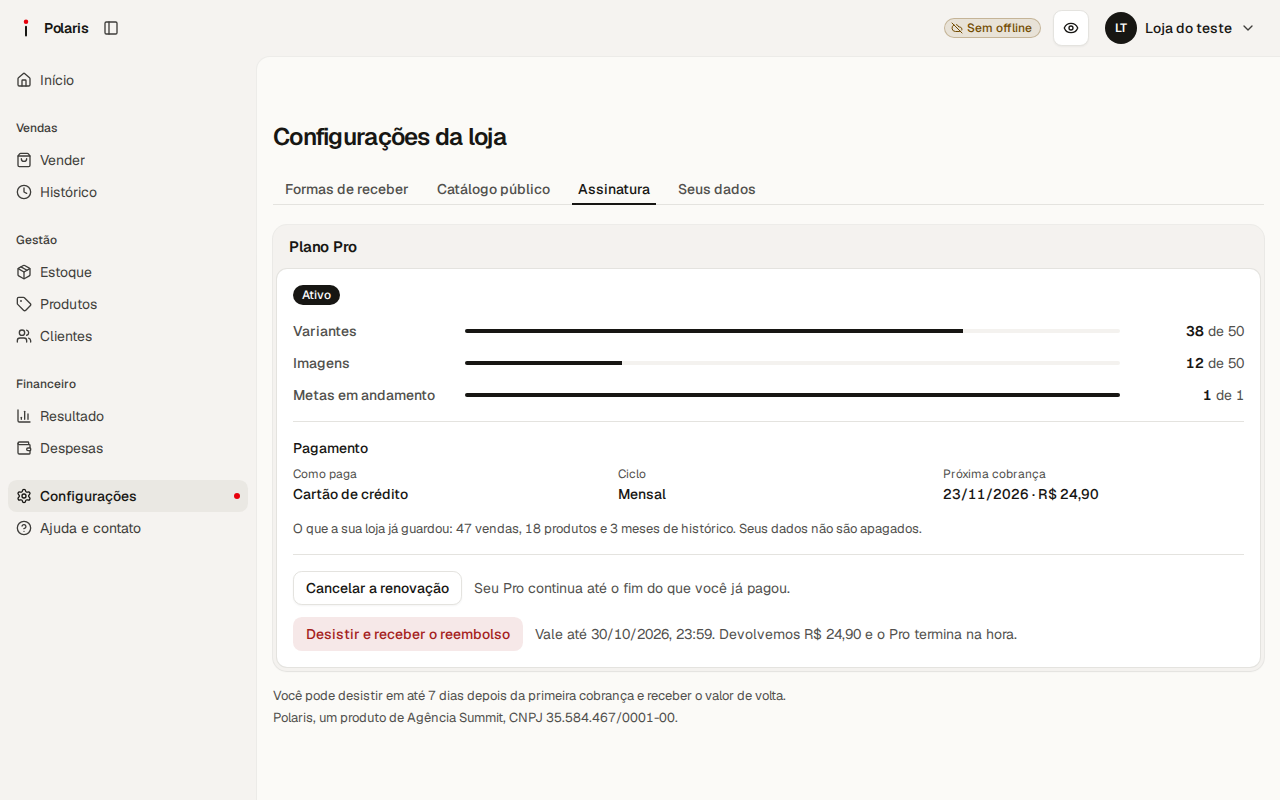 Polaris
Sem offline
LT
Loja do teste
Início
Vendas
Vender
Histórico
Gestão
Estoque
Produtos
Clientes
Financeiro
Resultado
Despesas
Configurações
Ajuda e contato
Configurações da loja
Formas de receber
Catálogo público
Assinatura
Seus dados
Plano Pro
Ativo
Variantes
38 de 50
Imagens
12 de 50
Metas em andamento
1 de 1
Pagamento
Como paga
Cartão de crédito
Ciclo
Mensal
Próxima cobrança
23/11/2026 · R$ 24,90
O que a sua loja já guardou: 47 vendas, 18 produtos e 3 meses de histórico. Seus dados não são apagados.
Cancelar a renovação
Seu Pro continua até o fim do que você já pagou.
Desistir e receber o reembolso
Vale até 30/10/2026, 23:59. Devolvemos R$ 24,90 e o Pro termina na hora.
Você pode desistir em até 7 dias depois da primeira cobrança e receber o valor de volta.
Polaris, um produto de Agência Summit, CNPJ 35.584.467/0001-00.